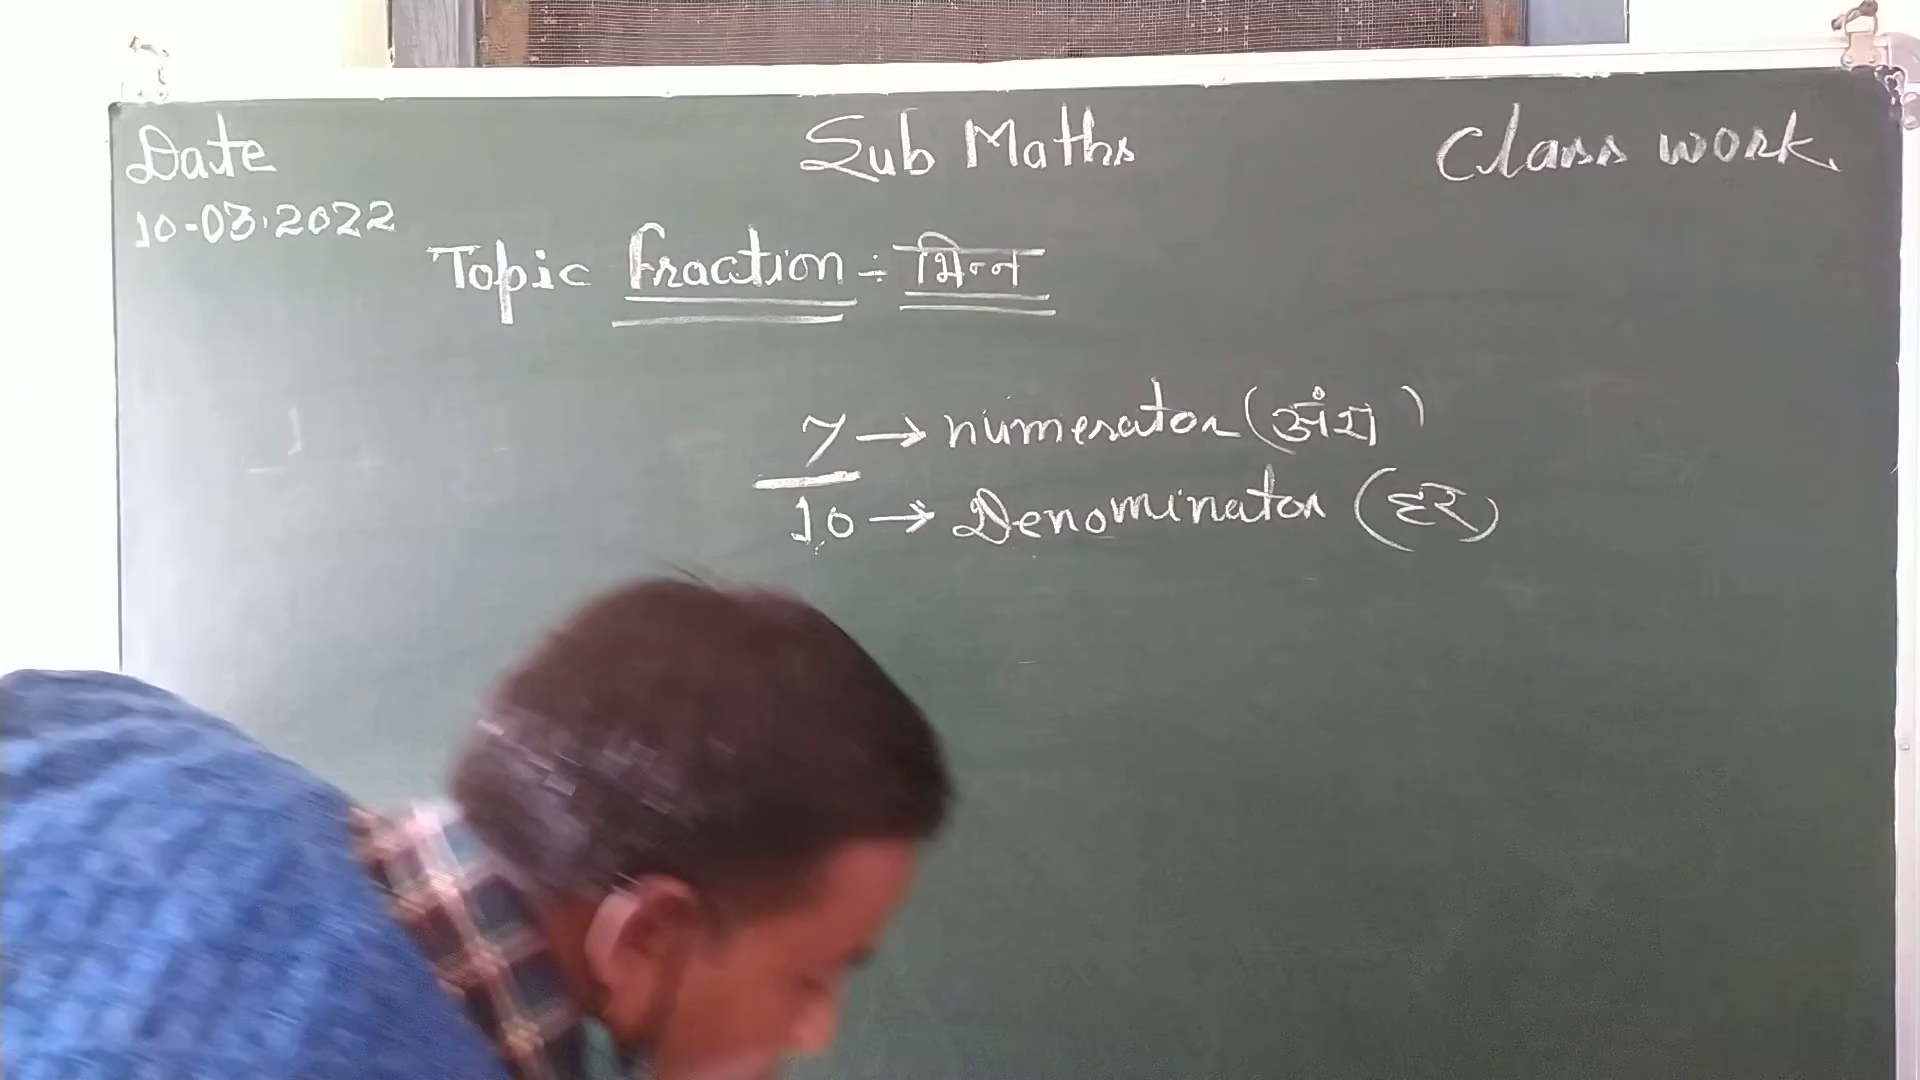 Date
Sub Maths
Class work
10-03-2022
Topic Fraction ÷ भिन्न
7 → numerator (अंश)
10 → Denominator (हर)